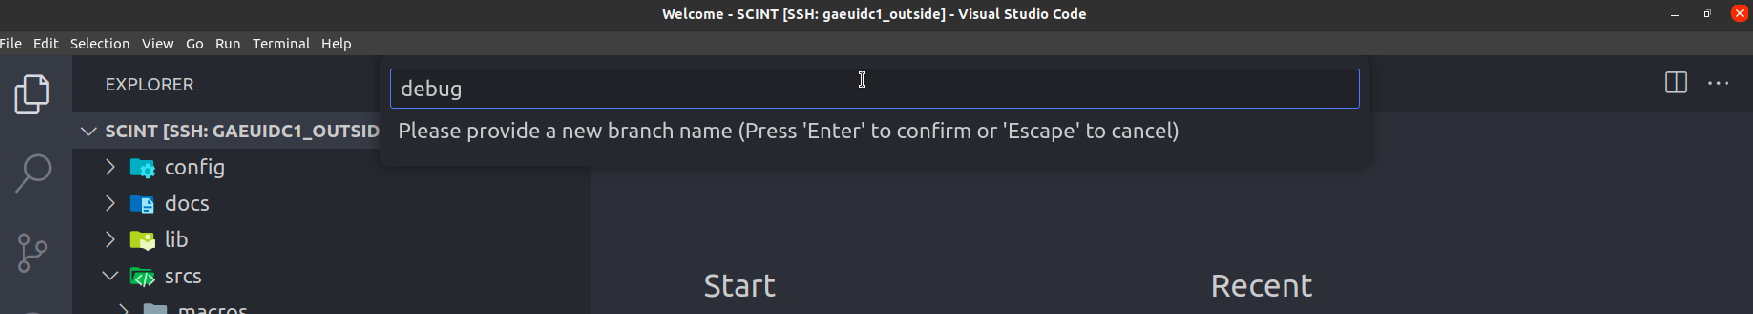 Welcome - SCINT [SSH: gaeuidc1_outside] - Visual Studio Code
File Edit Selection View Go Run Terminal Help
EXPLORER
debug
Please provide a new branch name (Press 'Enter' to confirm or 'Escape' to cancel)
SCINT [SSH: GAEUIDC1_OUTSID
config
docs
lib
srcs
macros
Start
Recent